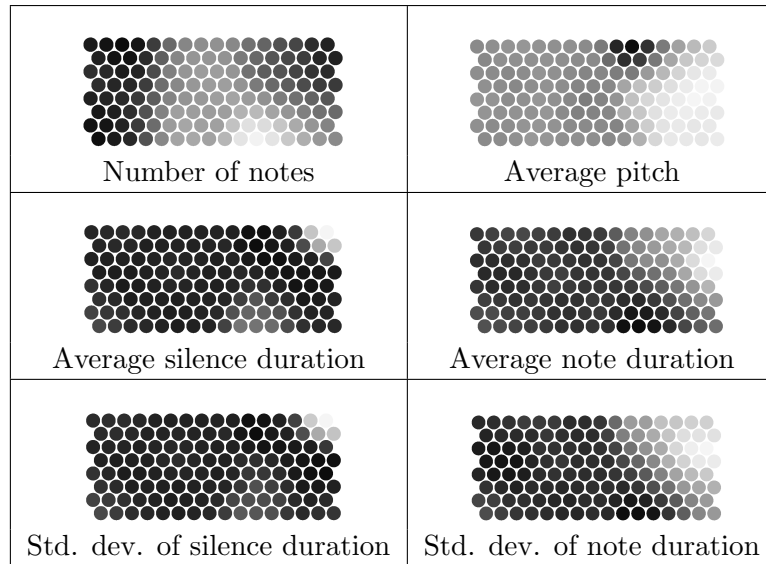 Number of notes
Average pitch
Average silence duration
Average note duration
Std. dev. of silence duration
Std. dev. of note duration